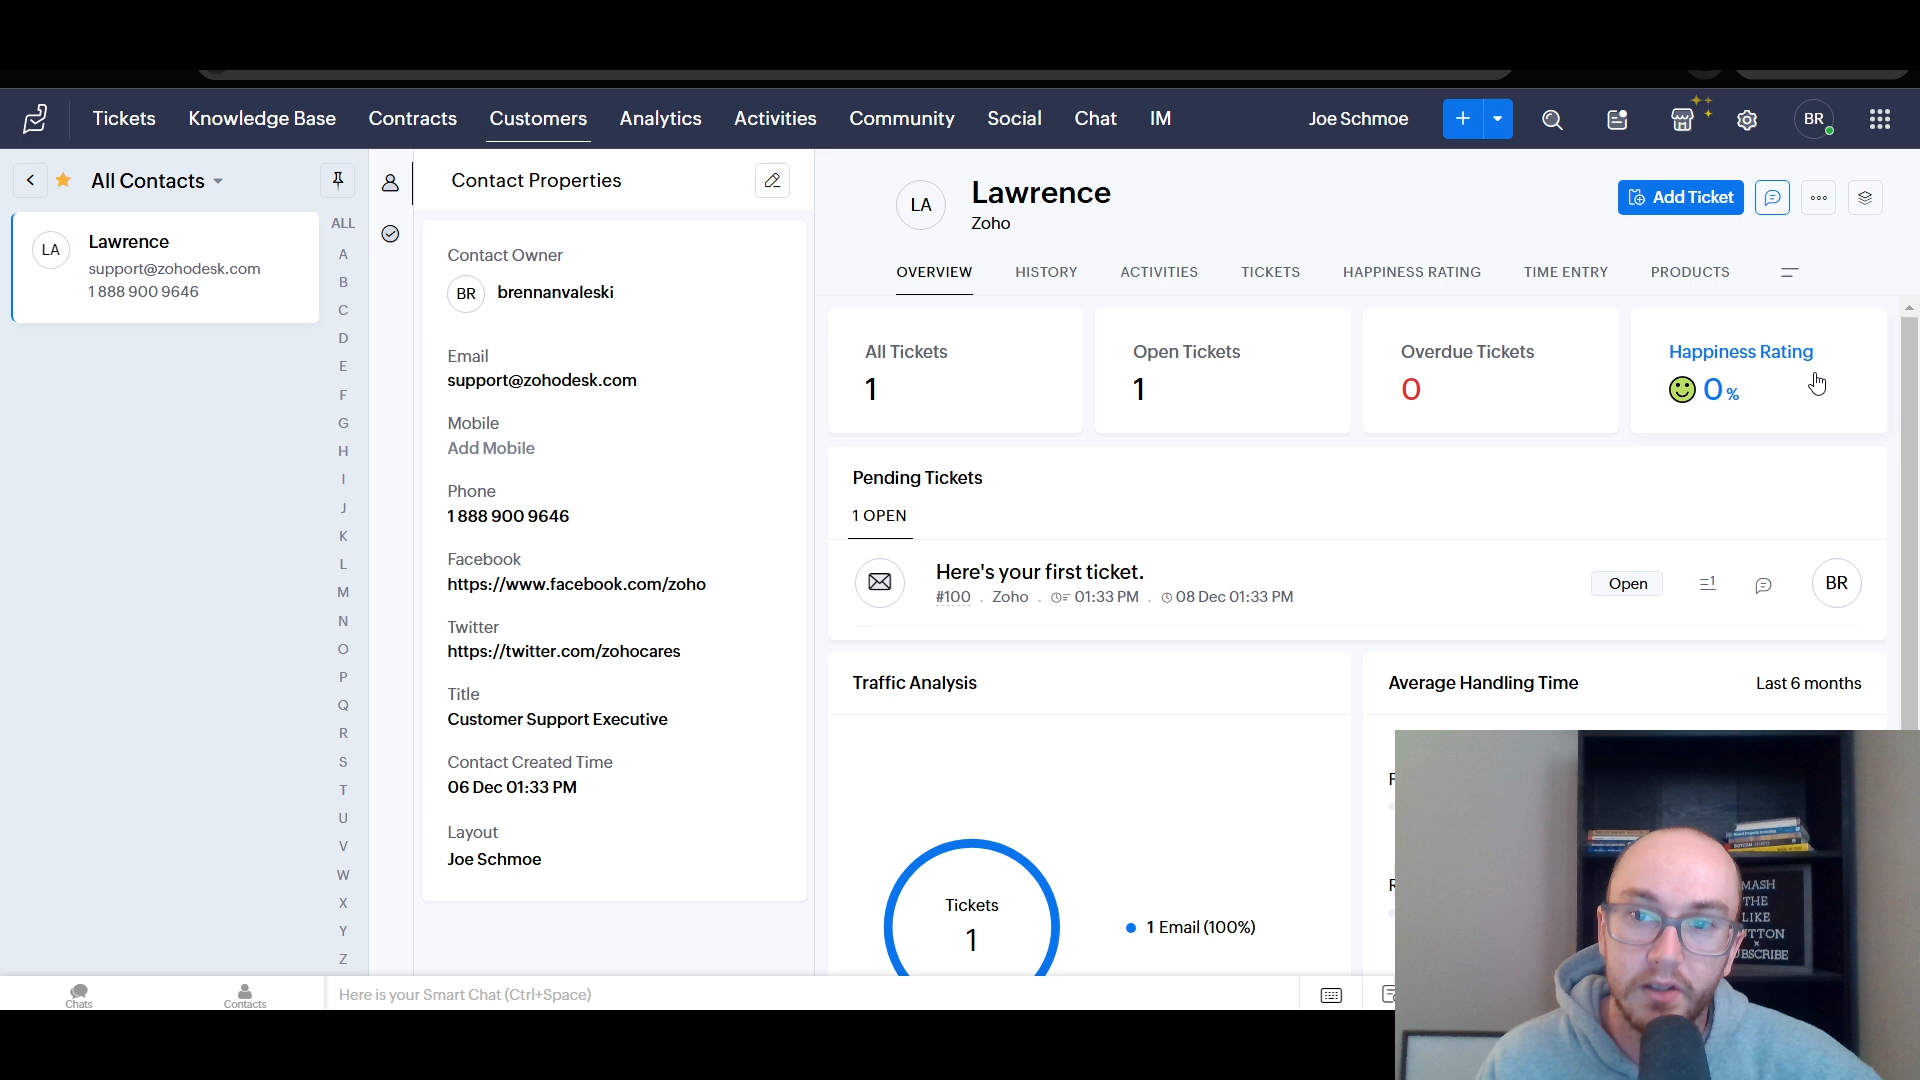 Tickets Knowledge Base Contracts Customers Analytics Activities Community Social Chat IM Joe Schmoe BR
All Contacts
LA
Lawrence
support@zohodesk.com
1 888 900 9646
ALL
A
B
C
D
E
F
G
H
I
J
K
L
M
N
O
P
Q
R
S
T
U
V
W
X
Y
Z
Contact Properties
Contact Owner
BR brennanvaleski
Email
support@zohodesk.com
Mobile
Add Mobile
Phone
1 888 900 9646
Facebook
https://www.facebook.com/zoho
Twitter
https://twitter.com/zohocares
Title
Customer Support Executive
Contact Created Time
06 Dec 01:33 PM
Layout
Joe Schmoe
LA
Lawrence
Zoho
Add Ticket
OVERVIEW HISTORY ACTIVITIES TICKETS HAPPINESS RATING TIME ENTRY PRODUCTS
All Tickets
1
Open Tickets
1
Overdue Tickets
0
Happiness Rating
0 %
Pending Tickets
1 OPEN
Here's your first ticket.
#100 . Zoho . 01:33 PM . 08 Dec 01:33 PM
Open
1
BR
Traffic Analysis
Tickets
1
1 Email (100%)
Average Handling Time Last 6 months
Chats
Contacts
Here is your Smart Chat (Ctrl+Space)
THE
LIKE